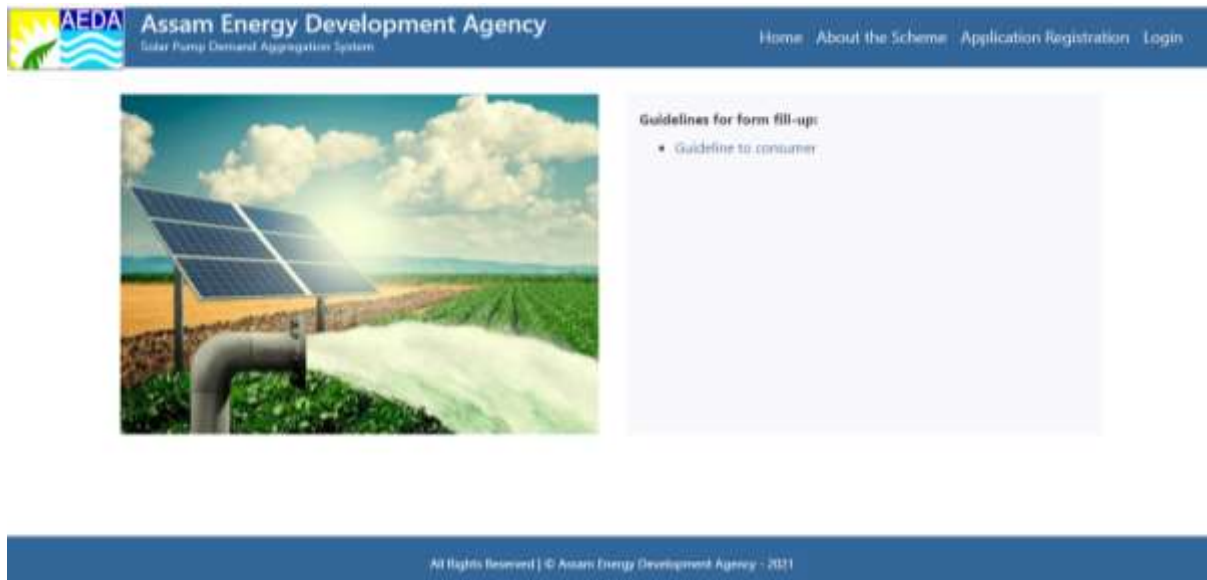 AEDA
Assam Energy Development Agency
Solar Pump Demand Aggregation System
Home About the Scheme Application Registration Login
Guidelines for form fill-up:
• Guideline to consumer
All Rights Reserved | © Assam Energy Development Agency - 2021